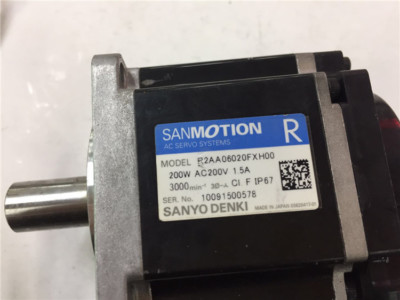 SANMOTION R
AC SERVO SYSTEMS
MODEL R2AA06020FXH00
200W AC200V 1.5A
3000min⁻¹ 3Ø~A CI F IP67
SER. No. 10091500578
SANYO DENKI
MADE IN JAPAN